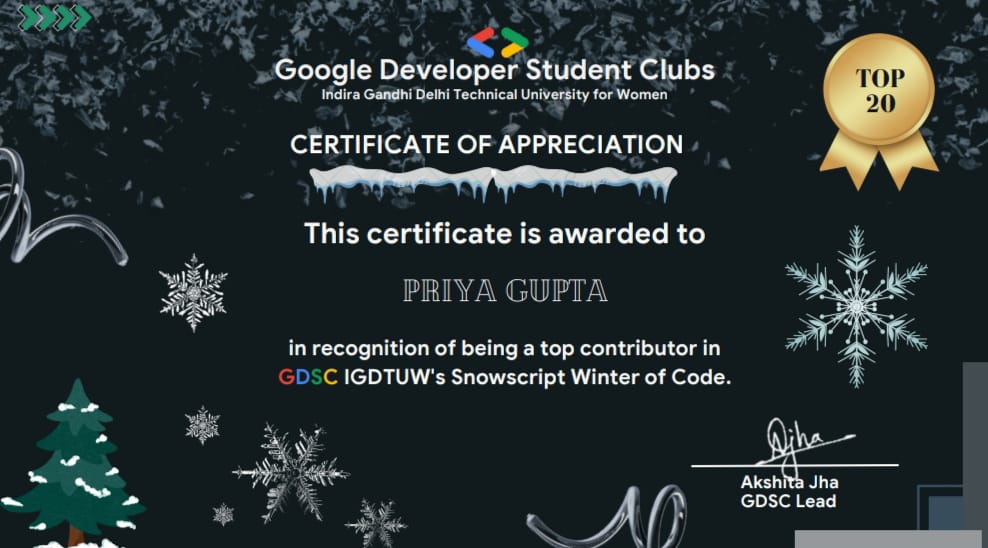 Google Developer Student Clubs
Indira Gandhi Delhi Technical University for Women
TOP
20
CERTIFICATE OF APPRECIATION
This certificate is awarded to
PRIYA GUPTA
in recognition of being a top contributor in
GDSC IGDTUW's Snowscript Winter of Code.
Ajha
Akshita Jha
GDSC Lead